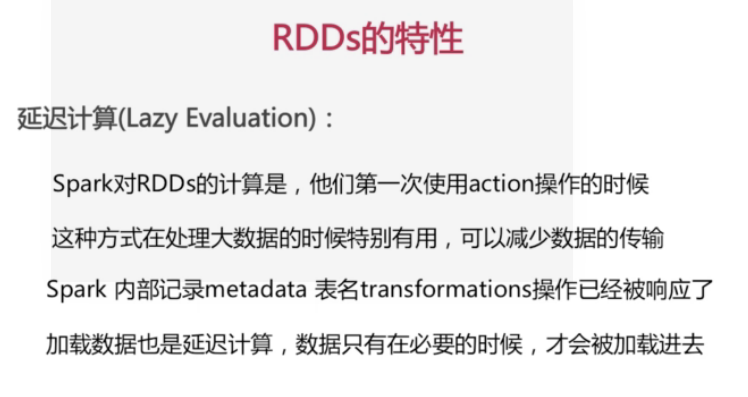 RDDs的特性
延迟计算(Lazy Evaluation)：
Spark对RDDs的计算是，他们第一次使用action操作的时候
这种方式在处理大数据的时候特别有用，可以减少数据的传输
Spark 内部记录metadata 表名transformations操作已经被响应了
加载数据也是延迟计算，数据只有在必要的时候，才会被加载进去